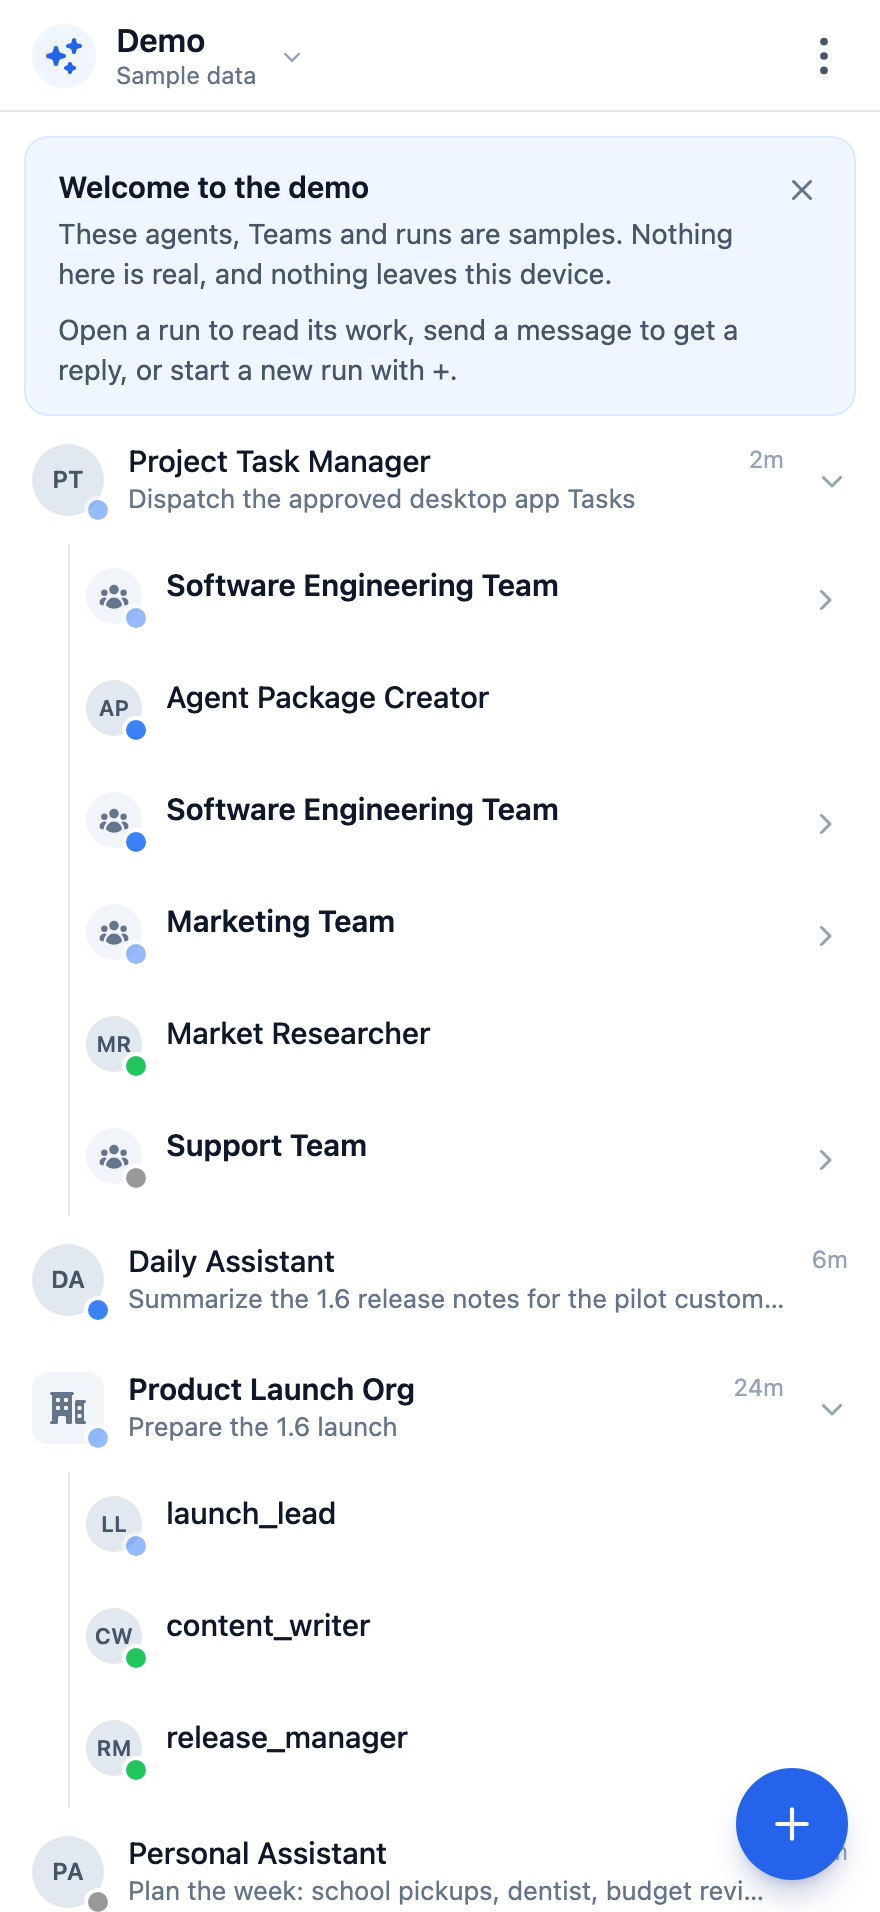 Demo
Sample data
Welcome to the demo
These agents, Teams and runs are samples. Nothing
here is real, and nothing leaves this device.
Open a run to read its work, send a message to get a
reply, or start a new run with +.
PT
Project Task Manager
2m
Dispatch the approved desktop app Tasks
Software Engineering Team
AP
Agent Package Creator
Software Engineering Team
Marketing Team
MR
Market Researcher
Support Team
DA
Daily Assistant
6m
Summarize the 1.6 release notes for the pilot custom...
Product Launch Org
24m
Prepare the 1.6 launch
LL
launch_lead
CW
content_writer
RM
release_manager
PA
Personal Assistant
Plan the week: school pickups, dentist, budget revi...